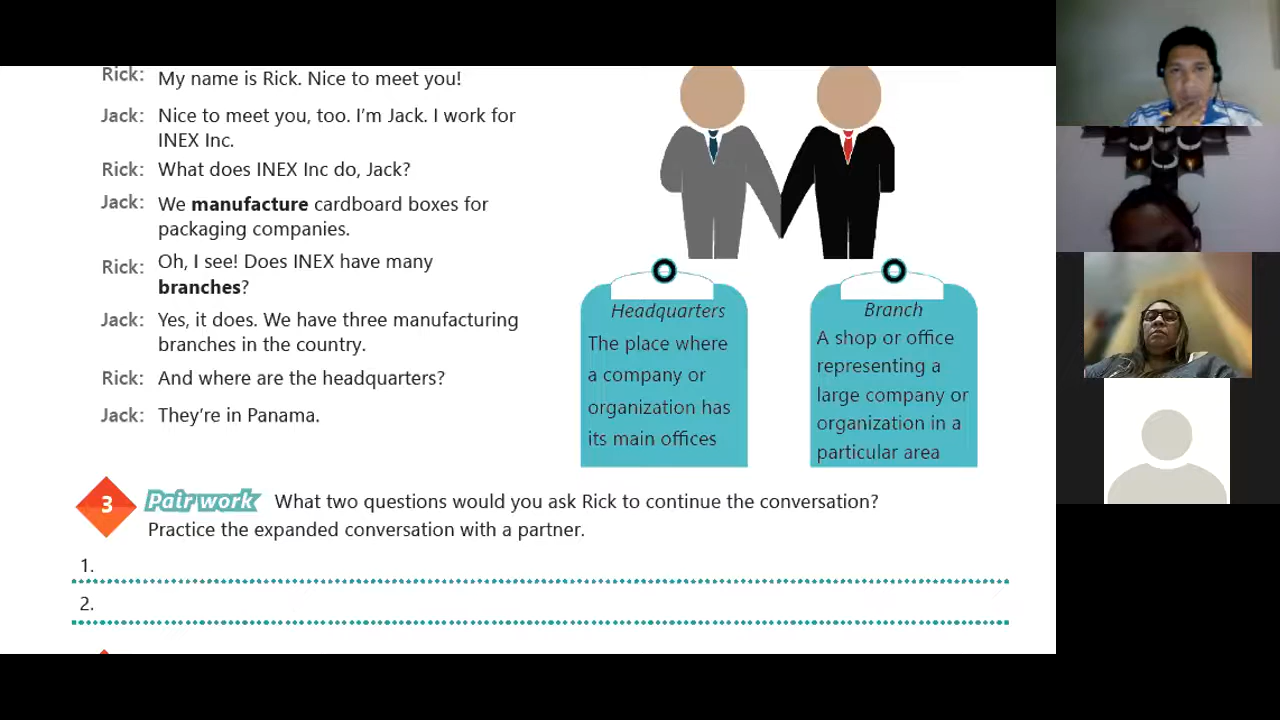 Rick: My name is Rick. Nice to meet you!
Jack: Nice to meet you, too. I'm Jack. I work for
INEX Inc.
Rick: What does INEX Inc do, Jack?
Jack: We manufacture cardboard boxes for
packaging companies.
Rick: Oh, I see! Does INEX have many
branches?
Jack: Yes, it does. We have three manufacturing
branches in the country.
Rick: And where are the headquarters?
Jack: They're in Panama.
Headquarters
The place where
a company or
organization has
its main offices
Branch
A shop or office
representing a
large company or
organization in a
particular area
3 Pair work What two questions would you ask Rick to continue the conversation?
Practice the expanded conversation with a partner.
1.
2.